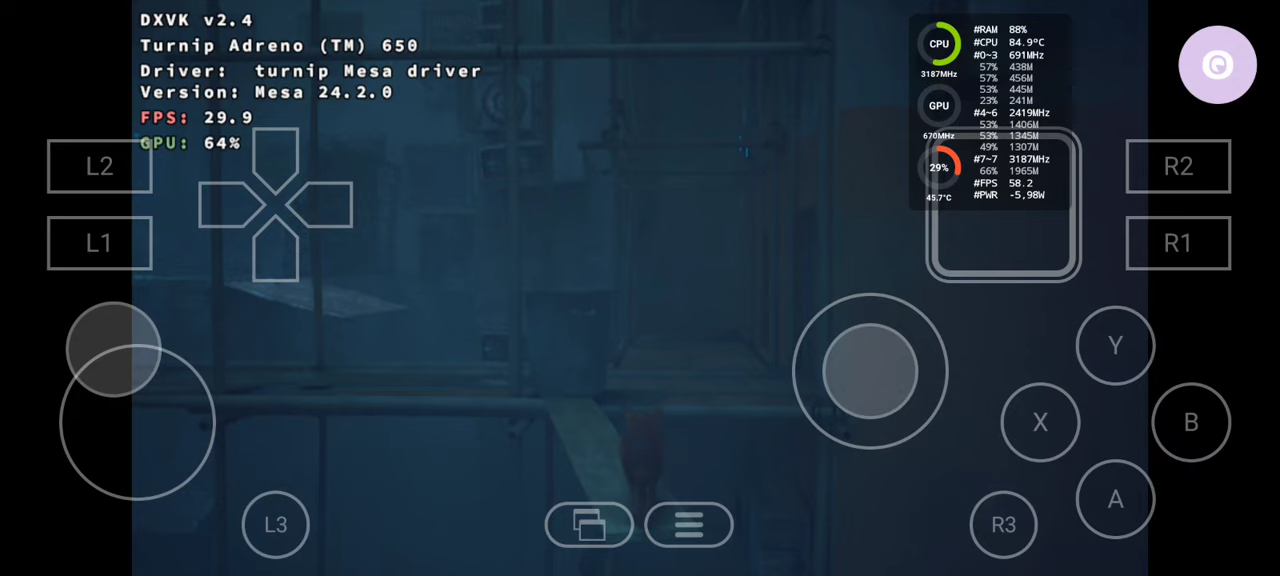 DXVK v2.4
Turnip Adreno (TM) 650
Driver: turnip Mesa driver
Version: Mesa 24.2.0
FPS: 29.9
GPU: 64%
L2
L1
L3
CPU
3187MHz
GPU
670MHz
29%
45.7°C
#RAM 88%
#CPU 84.9°C
#0~3 691MHz
57% 438M
57% 456M
53% 445M
23% 241M
#4~6 2419MHz
53% 1406M
53% 1345M
49% 1307M
#7~7 3187MHz
66% 1965M
#FPS 58.2
#PWR -5,98W
R2
R1
Y
X
B
A
R3